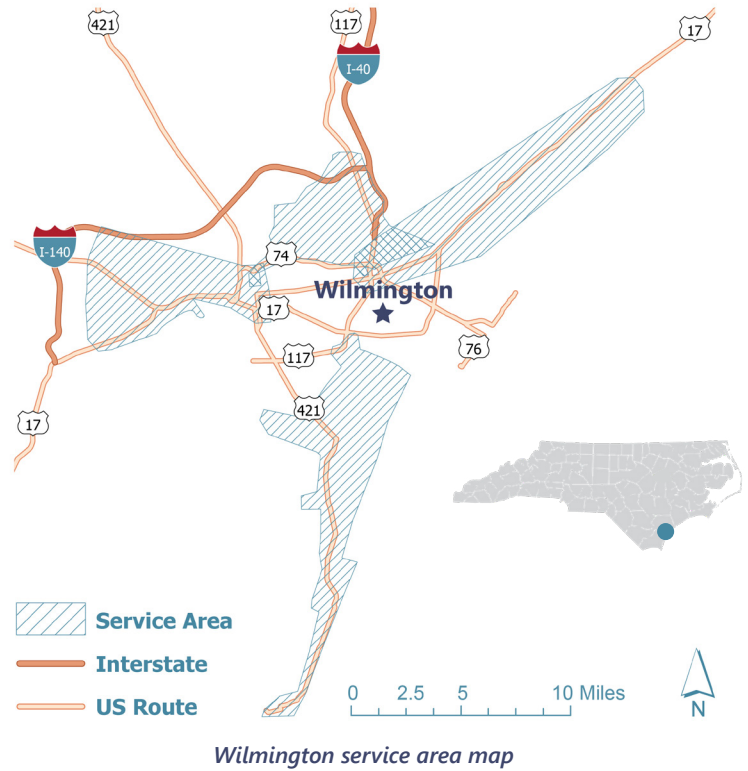 421
117
17
I-40
I-140
74
Wilmington
17
117
76
421
17
Service Area
Interstate
US Route
0 2.5 5 10 Miles
N
Wilmington service area map